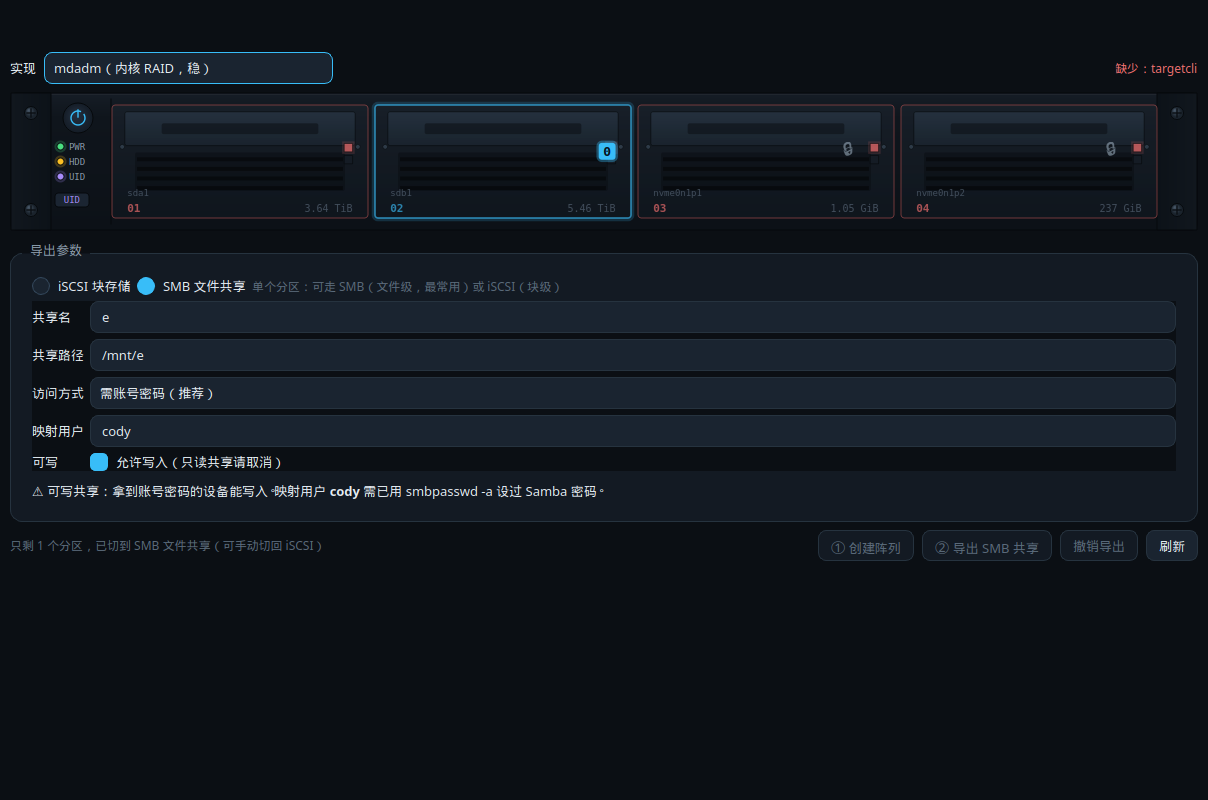 实现 mdadm（内核 RAID，稳） 缺少：targetcli
PWR
HDD
UID
UID
0
sda1 sdb1 nvme0n1p1 nvme0n1p2
01 3.64 TiB 02 5.46 TiB 03 1.05 GiB 04 237 GiB
导出参数
iSCSI 块存储 SMB 文件共享 单个分区：可走 SMB（文件级，最常用）或 iSCSI（块级）
共享名 e
共享路径 /mnt/e
访问方式 需账号密码（推荐）
映射用户 cody
可写 允许写入（只读共享请取消）
⚠ 可写共享：拿到账号密码的设备能写入。映射用户 cody 需已用 smbpasswd -a 设过 Samba 密码。
只剩 1 个分区，已切到 SMB 文件共享（可手动切回 iSCSI） ① 创建阵列 ② 导出 SMB 共享 撤销导出 刷新